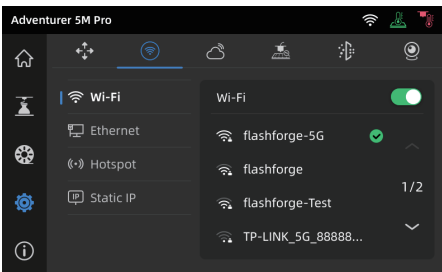 Adventurer 5M Pro
Wi-Fi
Ethernet
Hotspot
IP Static IP
Wi-Fi
flashforge-5G
flashforge
flashforge-Test
TP-LINK_5G_88888...
1/2